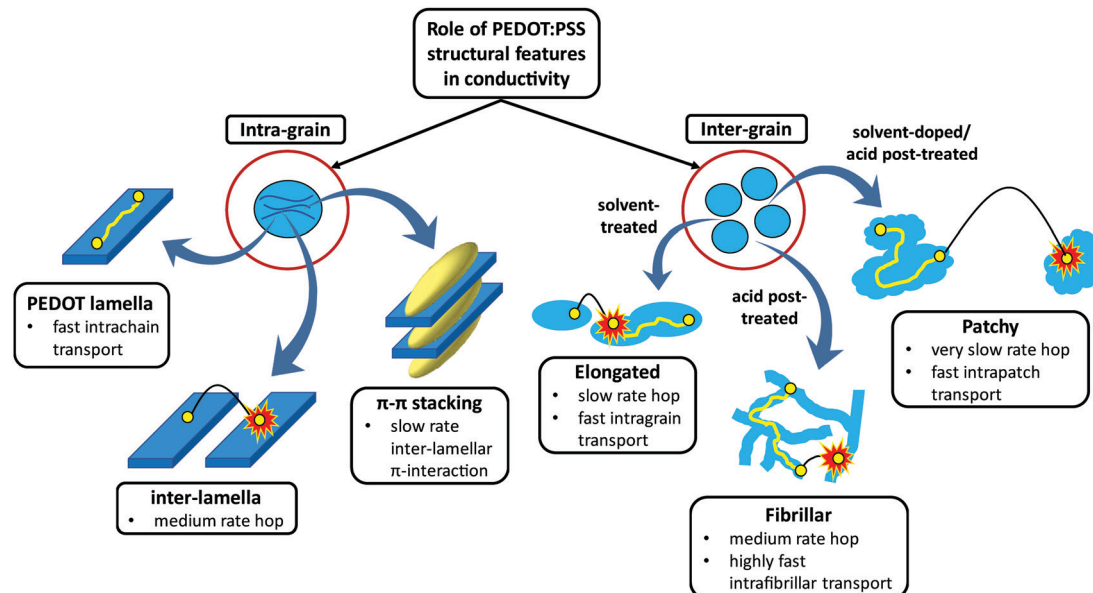 Role of PEDOT:PSS
structural features
in conductivity
Intra-grain
Inter-grain
solvent-doped/
acid post-treated
solvent-
treated
acid post-
treated
PEDOT lamella
• fast intrachain
transport
inter-lamella
• medium rate hop
π-π stacking
• slow rate
inter-lamellar
π-interaction
Elongated
• slow rate hop
• fast intragrain
transport
Fibrillar
• medium rate hop
• highly fast
intrafibrillar transport
Patchy
• very slow rate hop
• fast intrapatch
transport